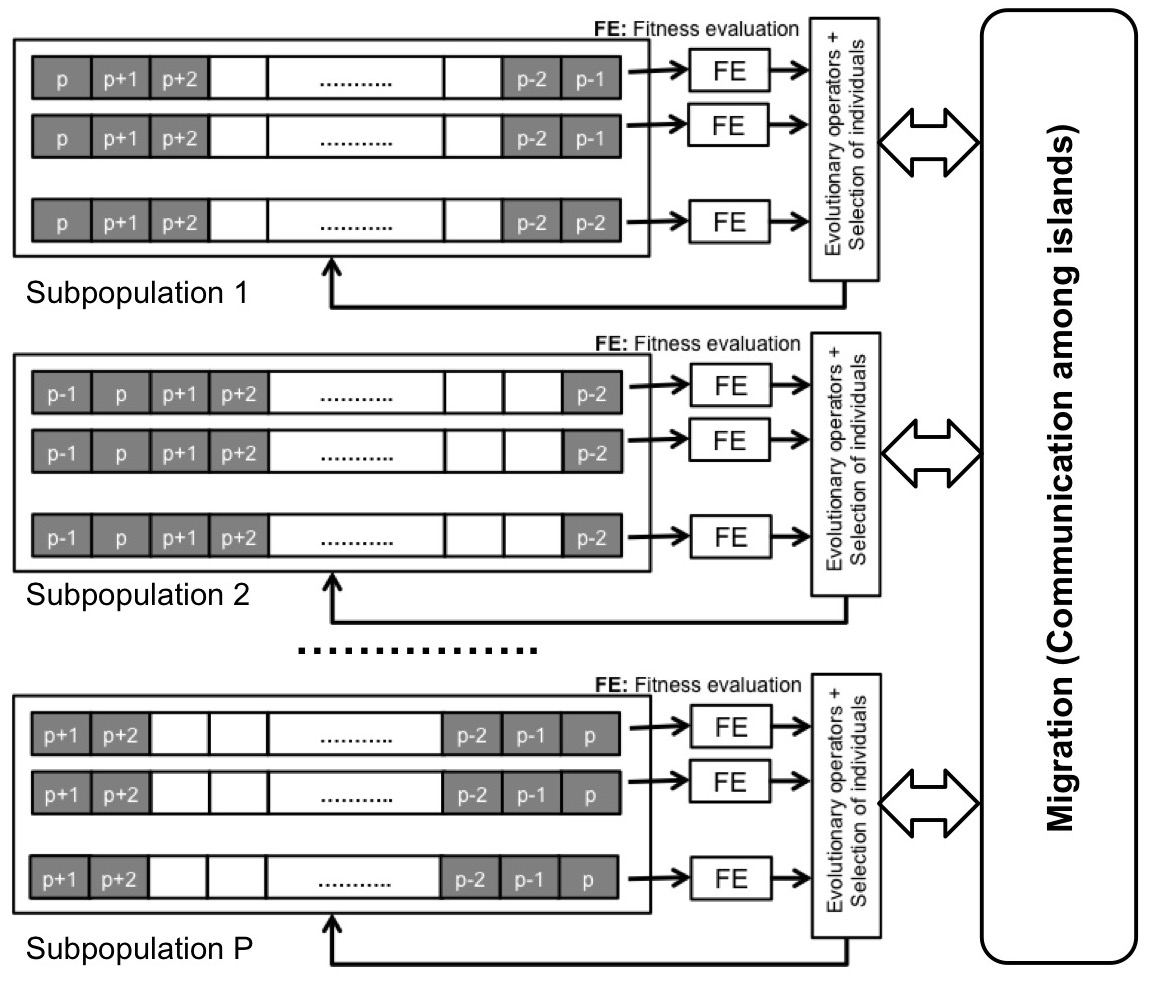 FE: Fitness evaluation
p p+1 p+2 ........... p-2 p-1 FE
p p+1 p+2 ........... p-2 p-1 FE
p p+1 p+2 ........... p-2 p-2 FE
Evolutionary operators +
Selection of individuals
Subpopulation 1
FE: Fitness evaluation
p-1 p p+1 p+2 ........... p-2 FE
p-1 p p+1 p+2 ........... p-2 FE
p-1 p p+1 p+2 ........... p-2 FE
Evolutionary operators +
Selection of individuals
Subpopulation 2
................
FE: Fitness evaluation
p+1 p+2 ........... p-2 p-1 p FE
p+1 p+2 ........... p-2 p-1 p FE
p+1 p+2 ........... p-2 p-1 p FE
Evolutionary operators +
Selection of individuals
Subpopulation P
Migration (Communication among islands)